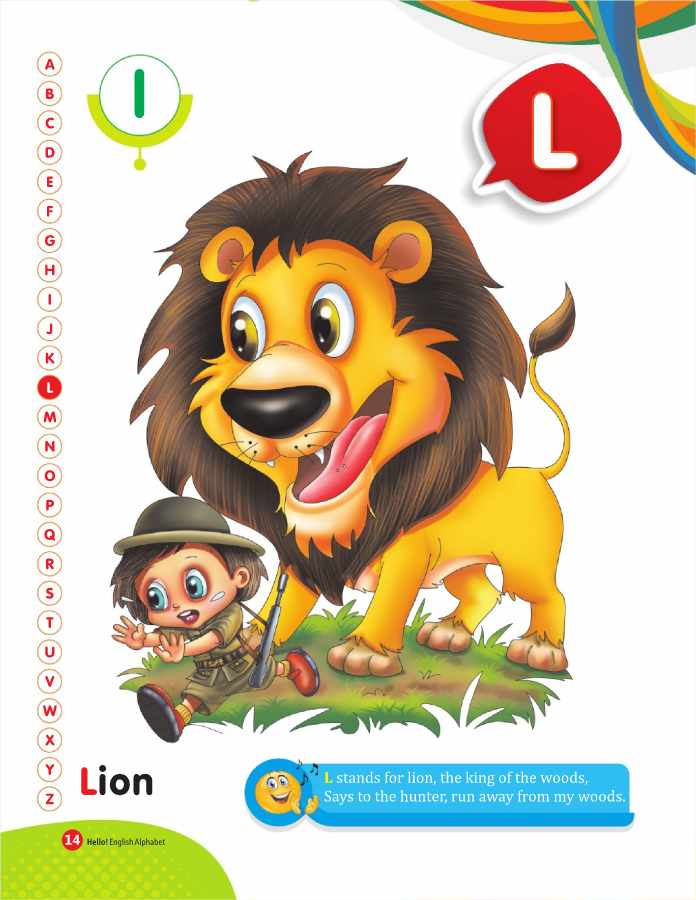 A
B
C
D
E
F
G
H
I
J
K
L
M
N
O
P
Q
R
S
T
U
V
W
X
Y
Z
l
L
Lion
L stands for lion, the king of the woods,
Says to the hunter, run away from my woods.
14 Hello! English Alphabet